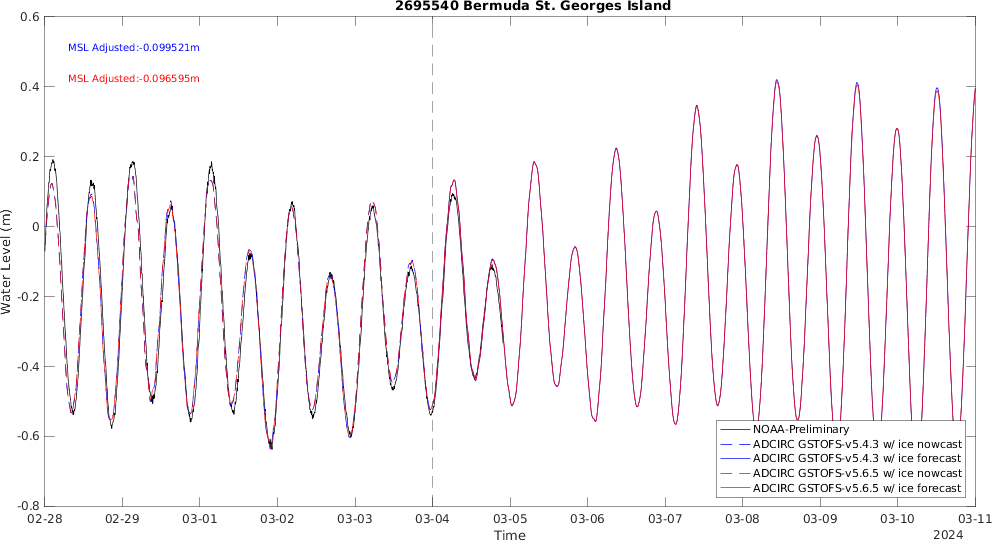 2695540 Bermuda St. Georges Island
0.6
MSL Adjusted:-0.099521m
MSL Adjusted:-0.096595m
0.4
0.2
0
-0.2
-0.4
-0.6
-0.8
Water Level (m)
NOAA-Preliminary
ADCIRC GSTOFS-v5.4.3 w/ ice nowcast
ADCIRC GSTOFS-v5.4.3 w/ ice forecast
ADCIRC GSTOFS-v5.6.5 w/ ice nowcast
ADCIRC GSTOFS-v5.6.5 w/ ice forecast
02-28 02-29 03-01 03-02 03-03 03-04 03-05 03-06 03-07 03-08 03-09 03-10 03-11
Time
2024